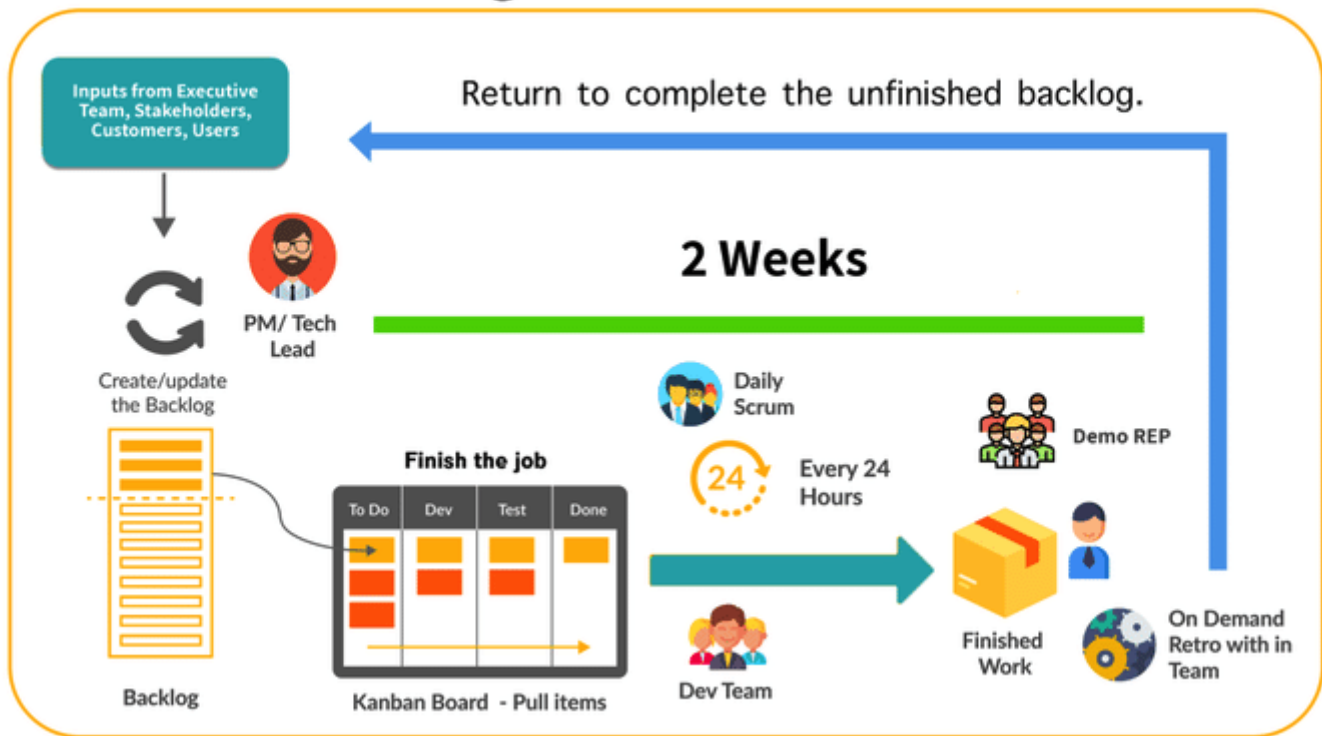 Inputs from Executive
Team, Stakeholders,
Customers, Users
Return to complete the unfinished backlog.
2 Weeks
PM/ Tech
Lead
Create/update
the Backlog
Daily
Scrum
24
Every 24
Hours
Demo REP
Finish the job
To Do
Dev
Test
Done
Backlog
Kanban Board - Pull items
Dev Team
Finished
Work
On Demand
Retro with in
Team